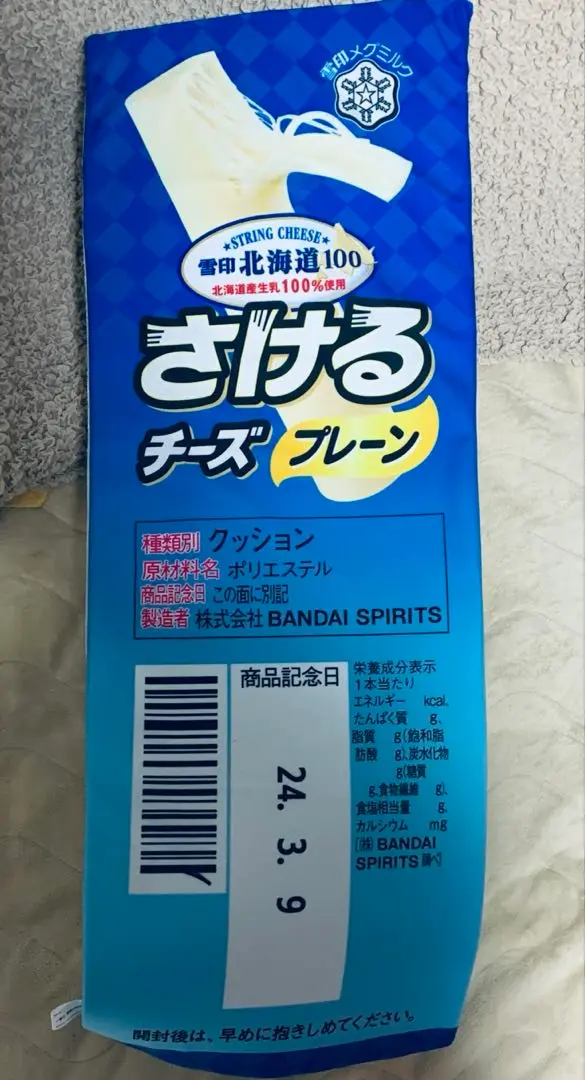 雪印メグミルク
★STRING CHEESE★
雪印北海道100
北海道産生乳100%使用
さける
チーズ プレーン
種類別 クッション
原材料名 ポリエステル
商品記念日 この面に別記
製造者 株式会社 BANDAI SPIRITS
商品記念日
24. 3. 9
栄養成分表示
1本当たり
エネルギー kcal、
たんぱく質 g、
脂質 g(飽和脂
肪酸 g)、炭水化物
g(糖質
g、食物繊維 g)、
食塩相当量 g、
カルシウム mg
[(株)BANDAI
SPIRITS調べ]
開封後は、早めに抱きしめてください。